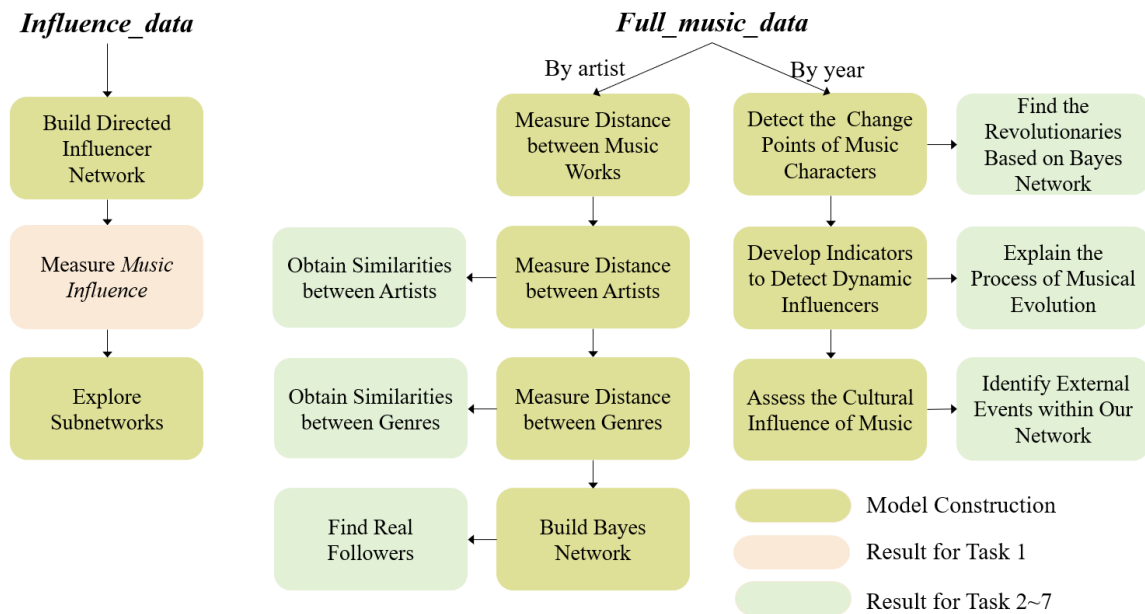 Influence_data
Build Directed
Influencer
Network
Measure Music
Influence
Explore
Subnetworks
Full_music_data
By artist
By year
Measure Distance
between Music
Works
Obtain Similarities
between Artists
Measure Distance
between Artists
Obtain Similarities
between Genres
Measure Distance
between Genres
Find Real
Followers
Build Bayes
Network
Detect the Change
Points of Music
Characters
Find the
Revolutionaries
Based on Bayes
Network
Develop Indicators
to Detect Dynamic
Influencers
Explain the
Process of Musical
Evolution
Assess the Cultural
Influence of Music
Identify External
Events within Our
Network
Model Construction
Result for Task 1
Result for Task 2~7